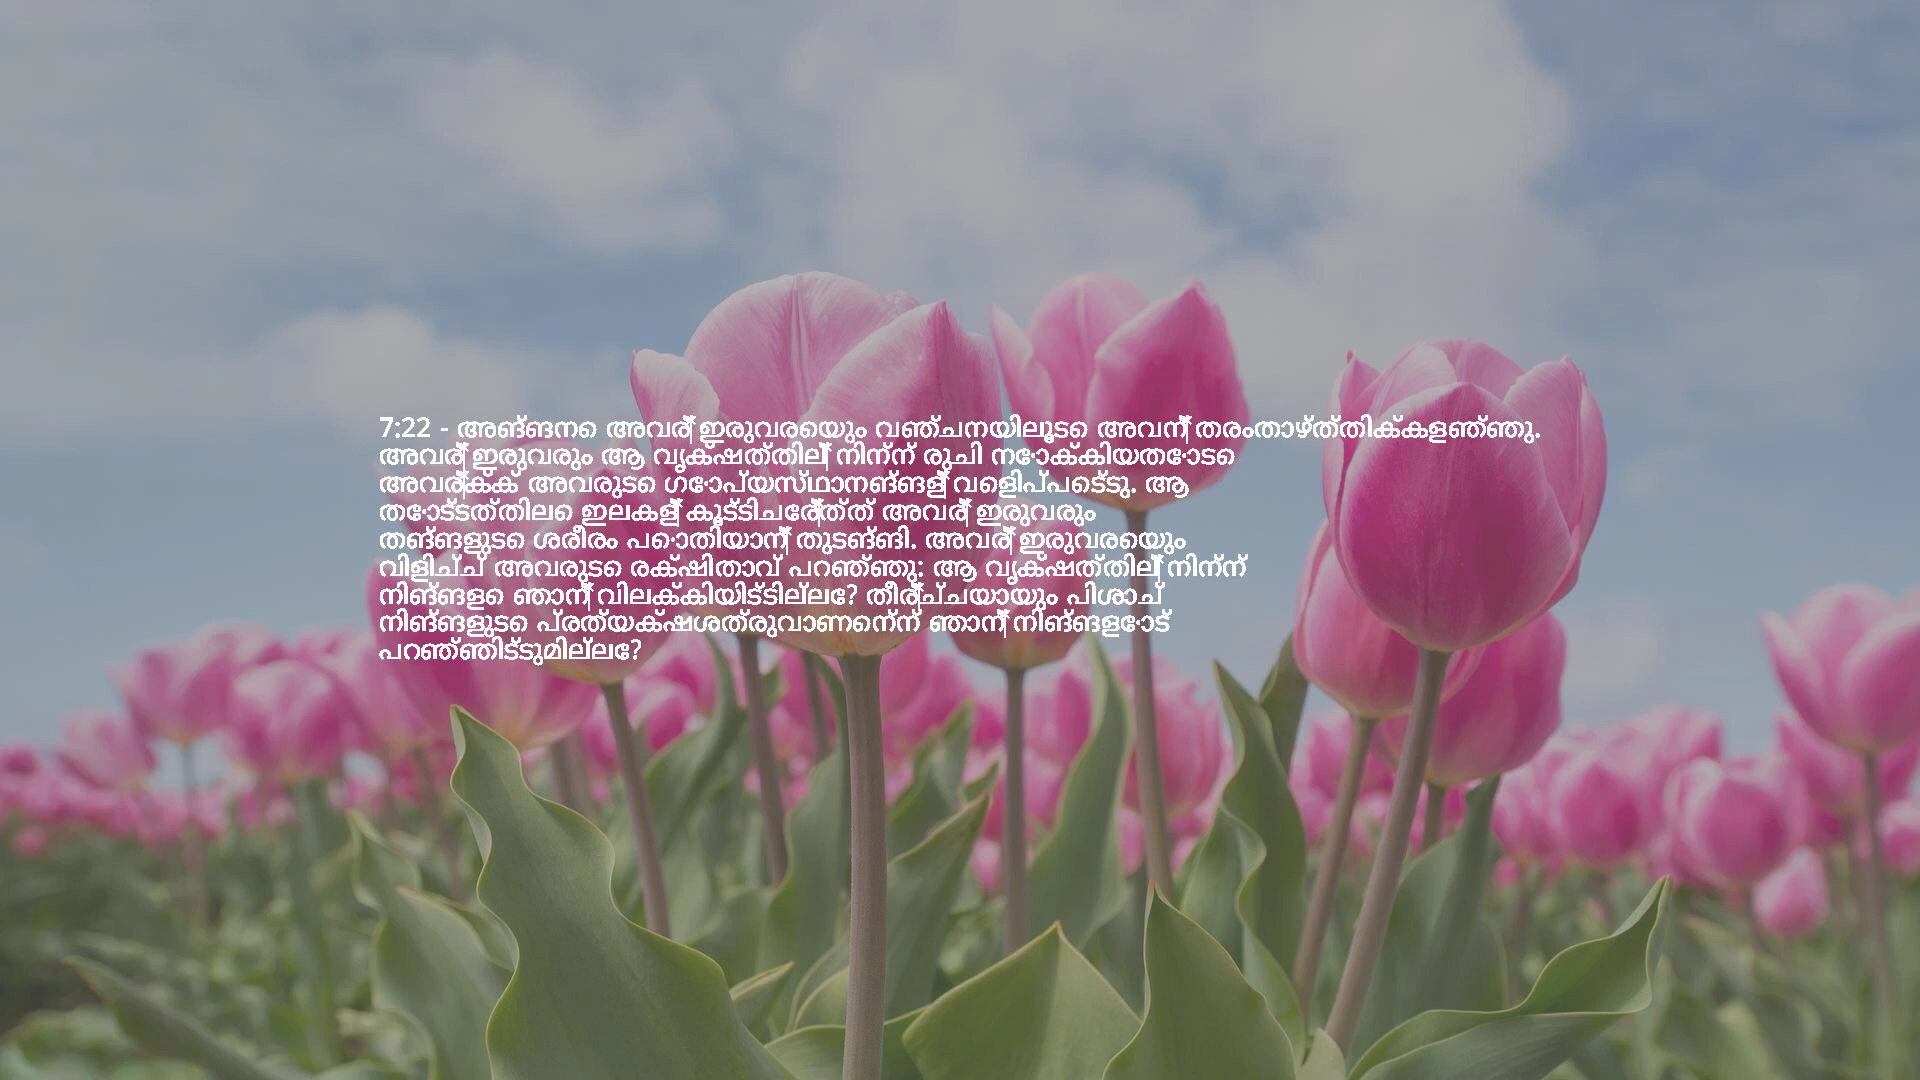 7:22 - അങ്ങനെ അവര്‍ ഇരുവരെയും വഞ്ചനയിലൂടെ അവന്‍ തരംതാഴ്ത്തിക്കളഞ്ഞു.
അവര്‍ ഇരുവരും ആ വൃക്ഷത്തില്‍ നിന്ന് രുചി നോക്കിയതോടെ
അവര്‍ക്ക് അവരുടെ ഗോപ്യസ്ഥാനങ്ങള്‍ വെളിപ്പെട്ടു. ആ
തോട്ടത്തിലെ ഇലകള്‍ കൂട്ടിചേര്‍ത്ത് അവര്‍ ഇരുവരും
തങ്ങളുടെ ശരീരം പൊതിയാന്‍ തുടങ്ങി. അവര്‍ ഇരുവരെയും
വിളിച്ച് അവരുടെ രക്ഷിതാവ് പറഞ്ഞു: ആ വൃക്ഷത്തില്‍ നിന്ന്
നിങ്ങളെ ഞാന്‍ വിലക്കിയിട്ടില്ലേ? തീര്‍ച്ചയായും പിശാച്
നിങ്ങളുടെ പ്രത്യക്ഷശത്രുവാണെന്ന് ഞാന്‍ നിങ്ങളോട്
പറഞ്ഞിട്ടുമില്ലേ?